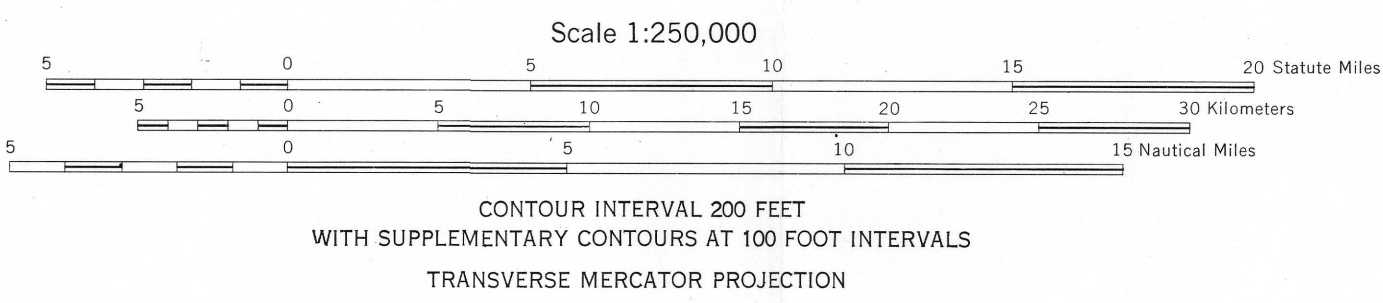 Scale 1:250,000
5 0 5 10 15 20 Statute Miles
5 0 5 10 15 20 25 30 Kilometers
5 0 5 10 15 Nautical Miles
CONTOUR INTERVAL 200 FEET
WITH SUPPLEMENTARY CONTOURS AT 100 FOOT INTERVALS
TRANSVERSE MERCATOR PROJECTION